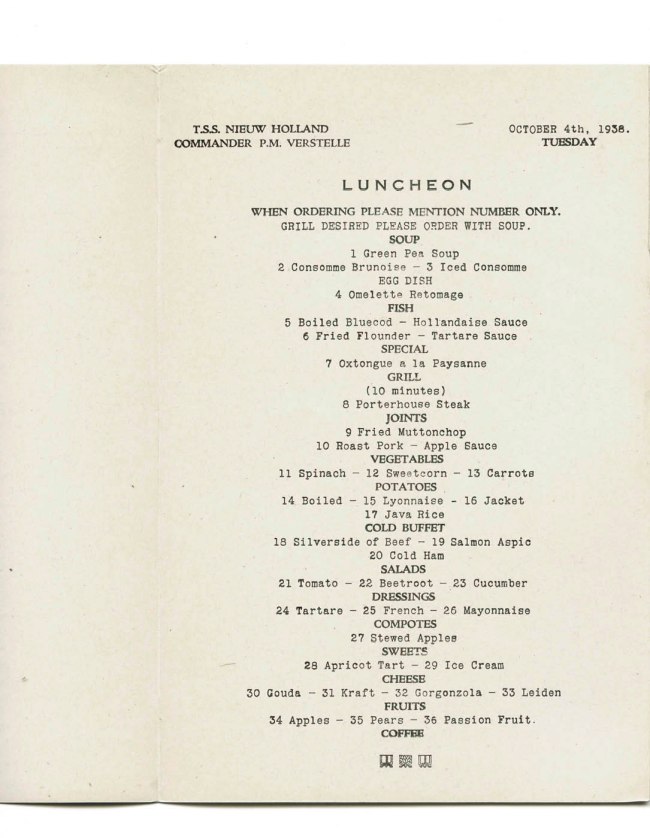 T.S.S. NIEUW HOLLAND
COMMANDER P.M. VERSTELLE
OCTOBER 4th, 1938.
TUESDAY
LUNCHEON
WHEN ORDERING PLEASE MENTION NUMBER ONLY.
GRILL DESIRED PLEASE ORDER WITH SOUP.
SOUP
1 Green Pea Soup
2 Consomme Brunoise – 3 Iced Consomme
EGG DISH
4 Omelette Retomage
FISH
5 Boiled Bluecod – Hollandaise Sauce
6 Fried Flounder – Tartare Sauce
SPECIAL
7 Oxtongue a la Paysanne
GRILL
(10 minutes)
8 Porterhouse Steak
JOINTS
9 Fried Muttonchop
10 Roast Pork – Apple Sauce
VEGETABLES
11 Spinach – 12 Sweetcorn – 13 Carrots
POTATOES
14 Boiled – 15 Lyonnaise - 16 Jacket
17 Java Rice
COLD BUFFET
18 Silverside of Beef – 19 Salmon Aspic
20 Cold Ham
SALADS
21 Tomato – 22 Beetroot – 23 Cucumber
DRESSINGS
24 Tartare – 25 French – 26 Mayonnaise
COMPOTES
27 Stewed Apples
SWEETS
28 Apricot Tart – 29 Ice Cream
CHEESE
30 Gouda – 31 Kraft – 32 Gorgonzola – 33 Leiden
FRUITS
34 Apples – 35 Pears – 36 Passion Fruit.
COFFEE